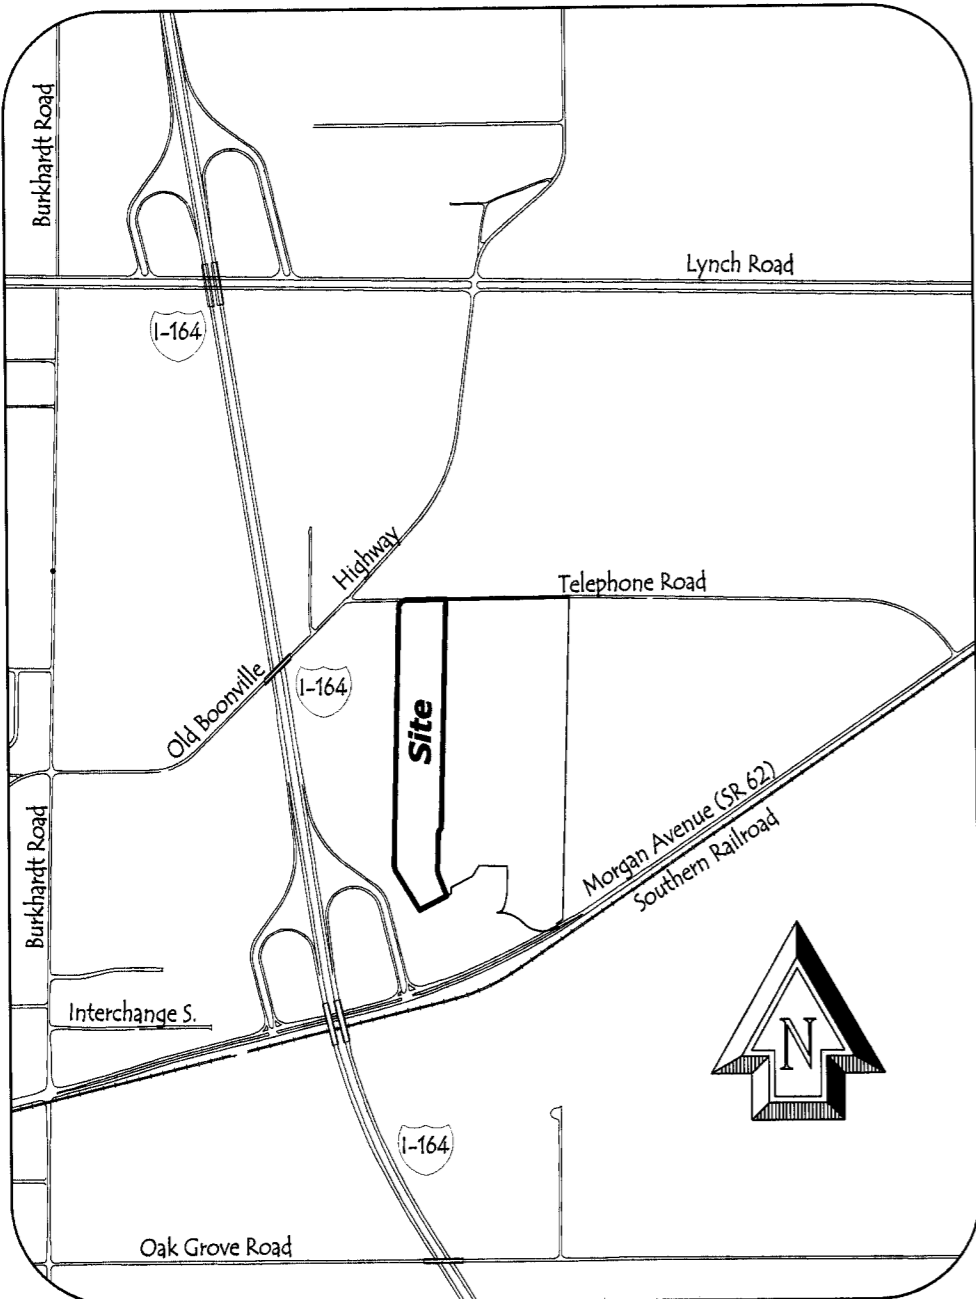 Burkhardt Road
Lynch Road
I-164
Highway
Telephone Road
Old Boonville
I-164
Site
Morgan Avenue (SR 62)
Southern Railroad
Burkhardt Road
Interchange S.
N
I-164
Oak Grove Road